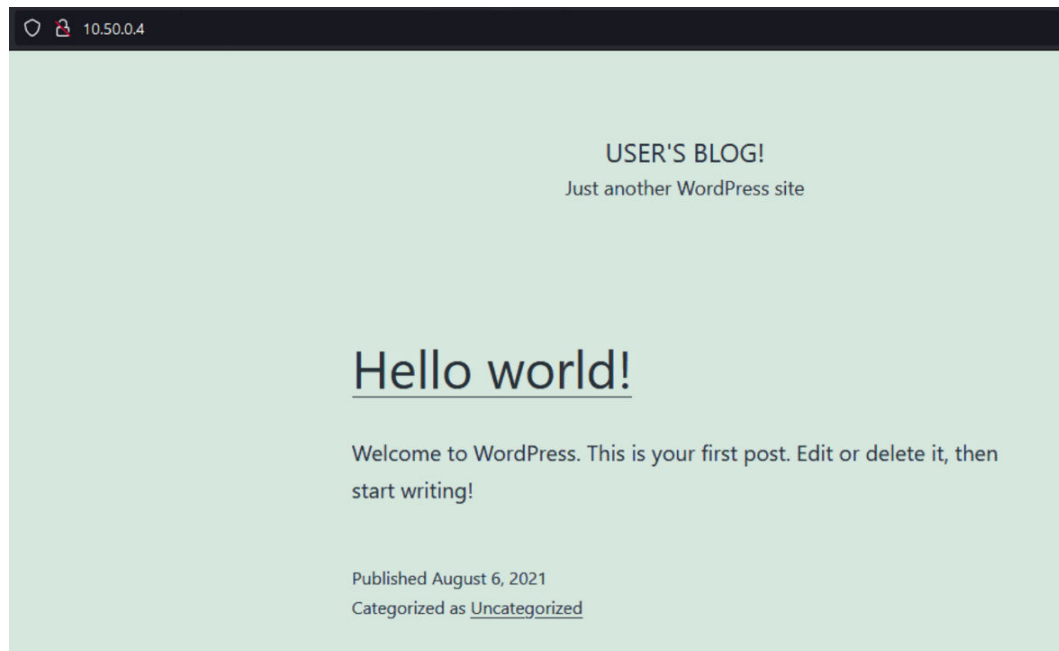 10.50.0.4
USER'S BLOG!
Just another WordPress site
Hello world!
Welcome to WordPress. This is your first post. Edit or delete it, then
start writing!
Published August 6, 2021
Categorized as Uncategorized